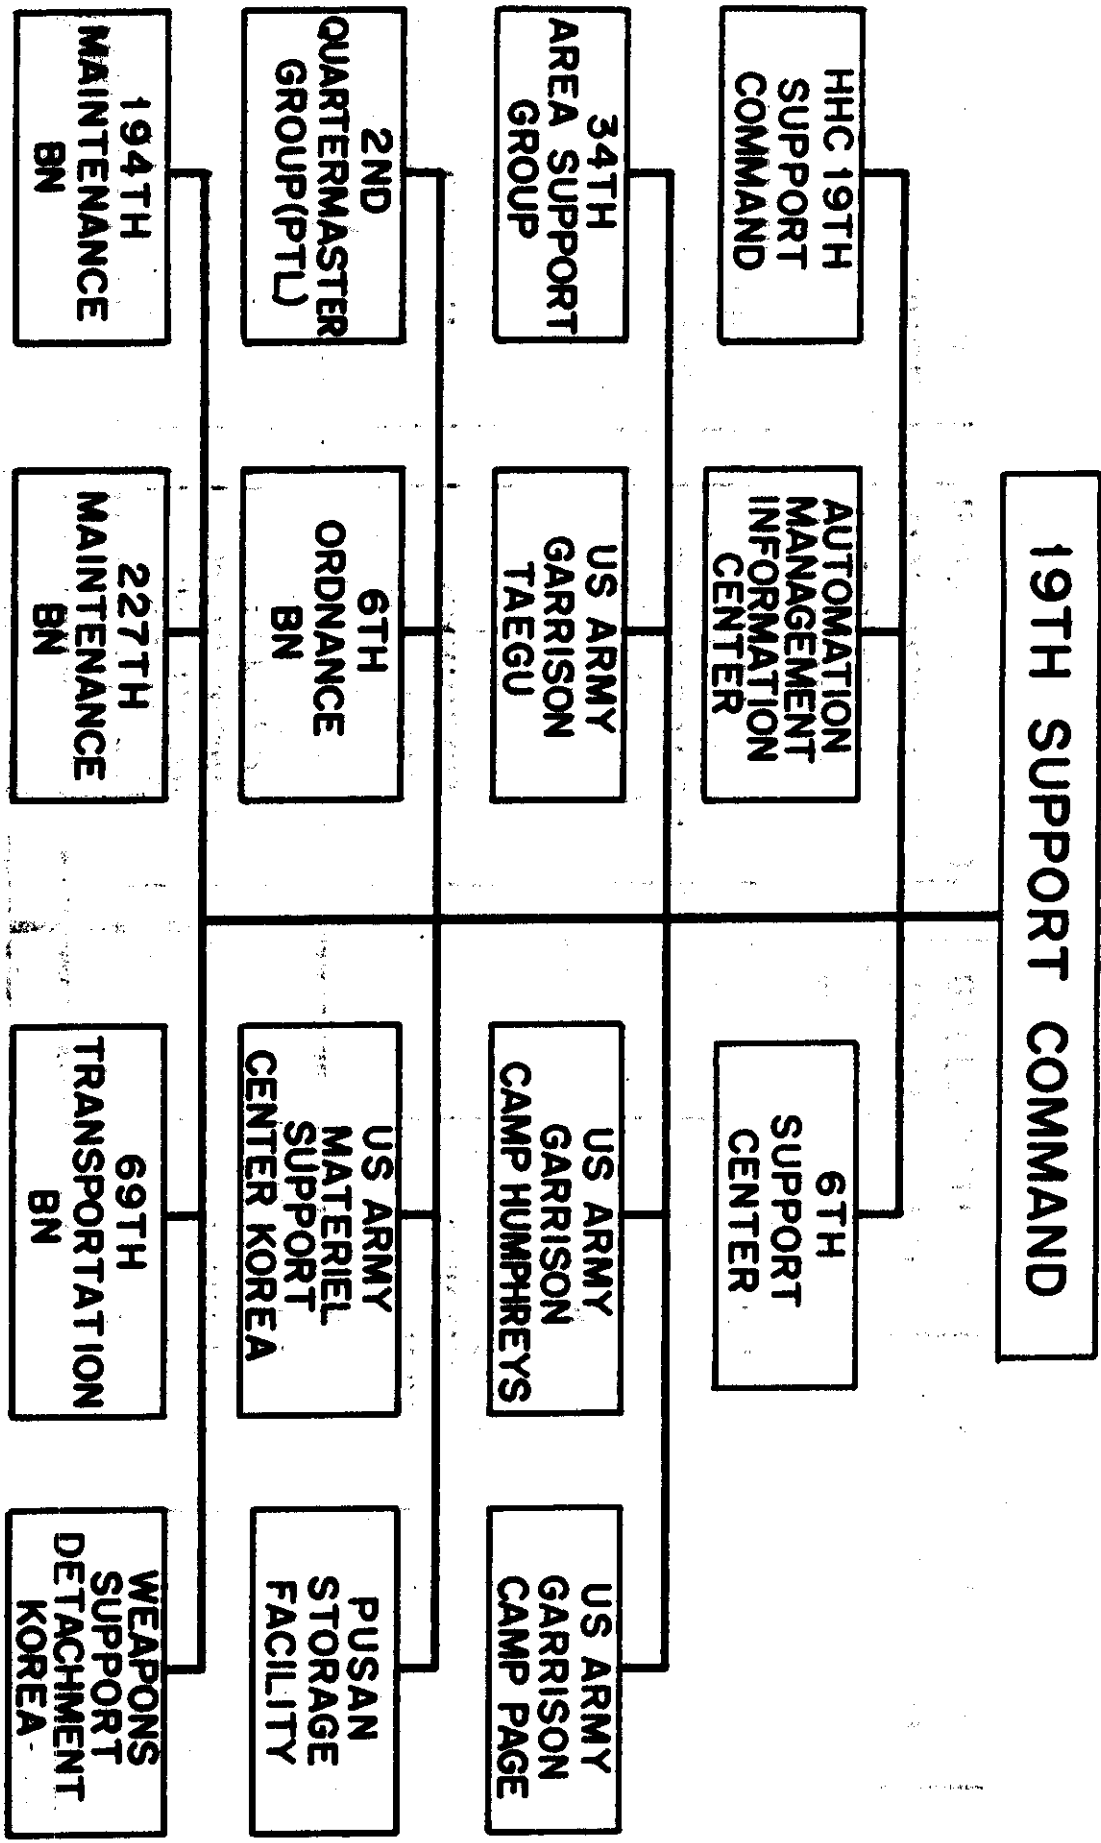 19TH SUPPORT COMMAND
HHC 19TH
SUPPORT
COMMAND
AUTOMATION
MANAGEMENT
INFORMATION
CENTER
6TH
SUPPORT
CENTER
34TH
AREA SUPPORT
GROUP
US ARMY
GARRISON
TAEGU
US ARMY
GARRISON
CAMP HUMPHREYS
US ARMY
GARRISON
CAMP PAGE
2ND
QUARTERMASTER
GROUP(PTL)
6TH
ORDNANCE
BN
US ARMY
MATERIEL
SUPPORT
CENTER KOREA
PUSAN
STORAGE
FACILITY
194TH
MAINTENANCE
BN
227TH
MAINTENANCE
BN
69TH
TRANSPORTATION
BN
WEAPONS
SUPPORT
DETACHMENT
KOREA